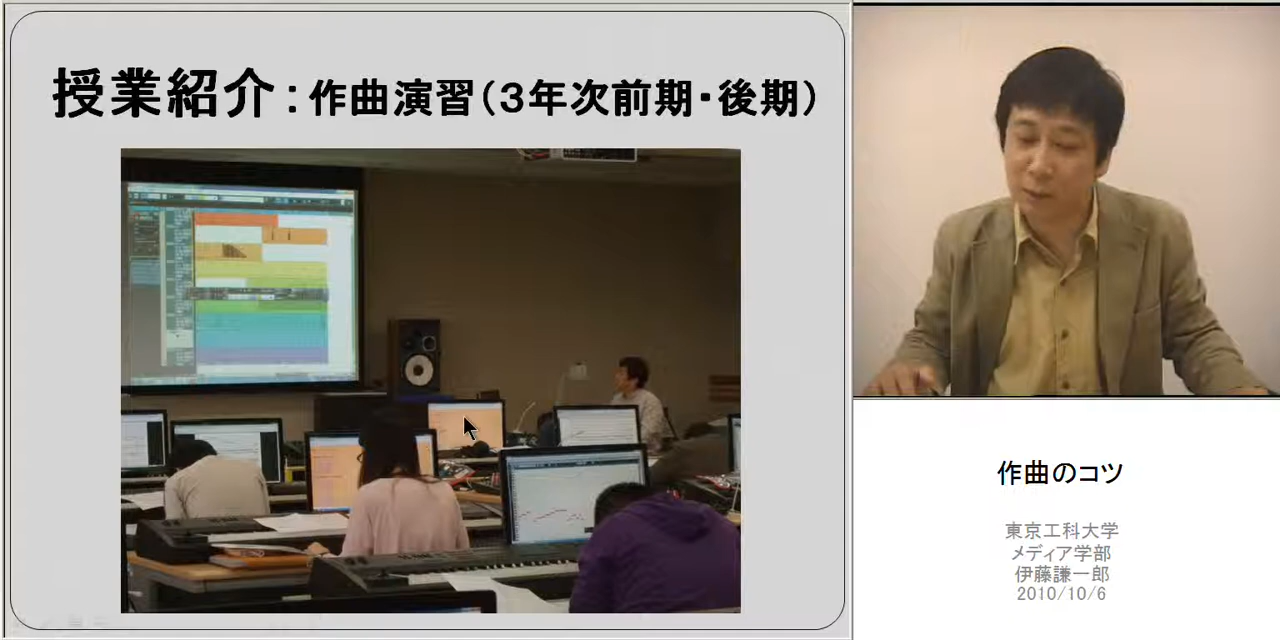 授業紹介：作曲演習（３年次前期・後期）
作曲のコツ
東京工科大学
メディア学部
伊藤謙一郎
2010/10/6